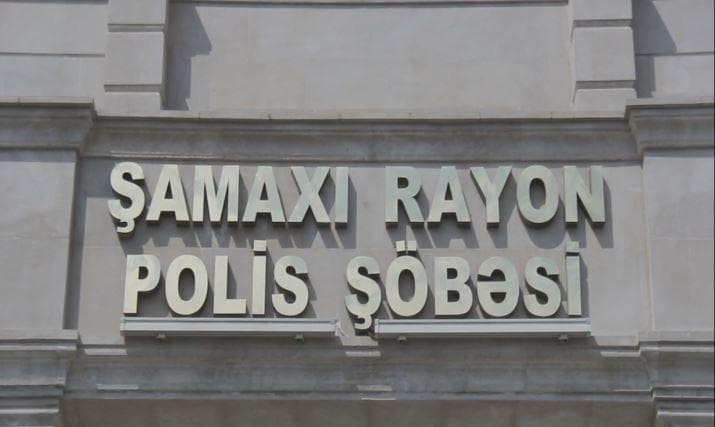 ŞAMAXI RAYON
POLİS ŞÖBƏSİ